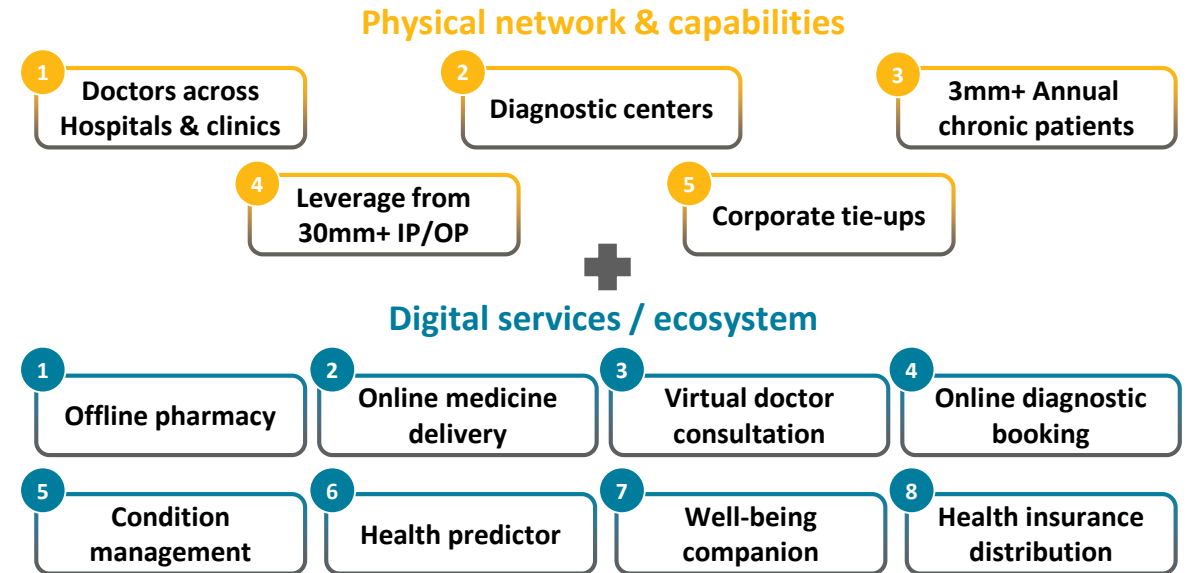 Physical network & capabilities
1
Doctors across
Hospitals & clinics
2
Diagnostic centers
3
3mm+ Annual
chronic patients
4
Leverage from
30mm+ IP/OP
5
Corporate tie-ups
Digital services / ecosystem
1
Offline pharmacy
2
Online medicine
delivery
3
Virtual doctor
consultation
4
Online diagnostic
booking
5
Condition
management
6
Health predictor
7
Well-being
companion
8
Health insurance
distribution